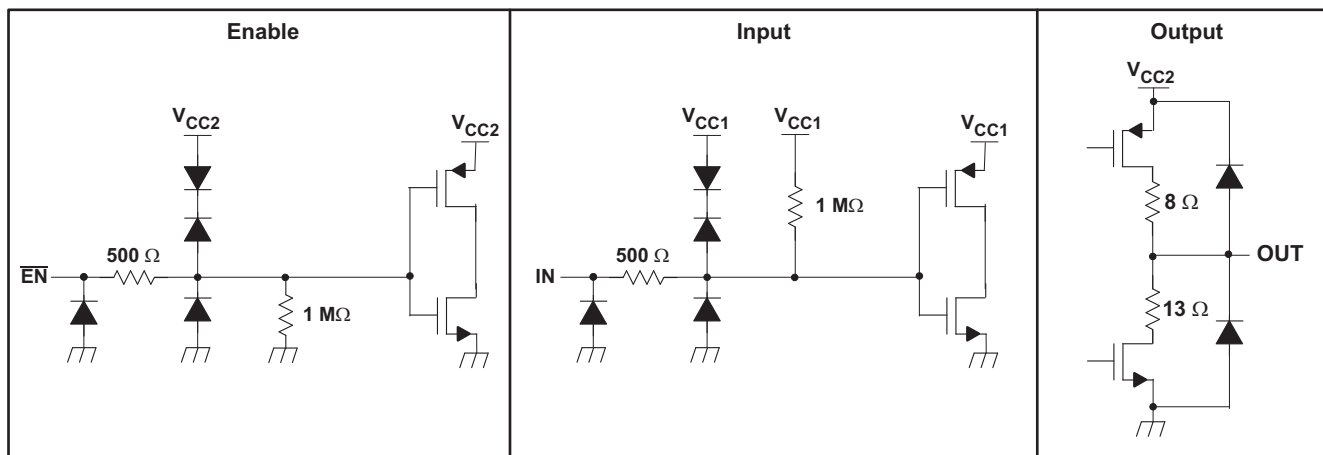 Enable
V_CC2
V_CC2
500 Ω
EN
1 MΩ
Input
V_CC1
V_CC1
V_CC1
1 MΩ
500 Ω
IN
Output
V_CC2
8 Ω
OUT
13 Ω